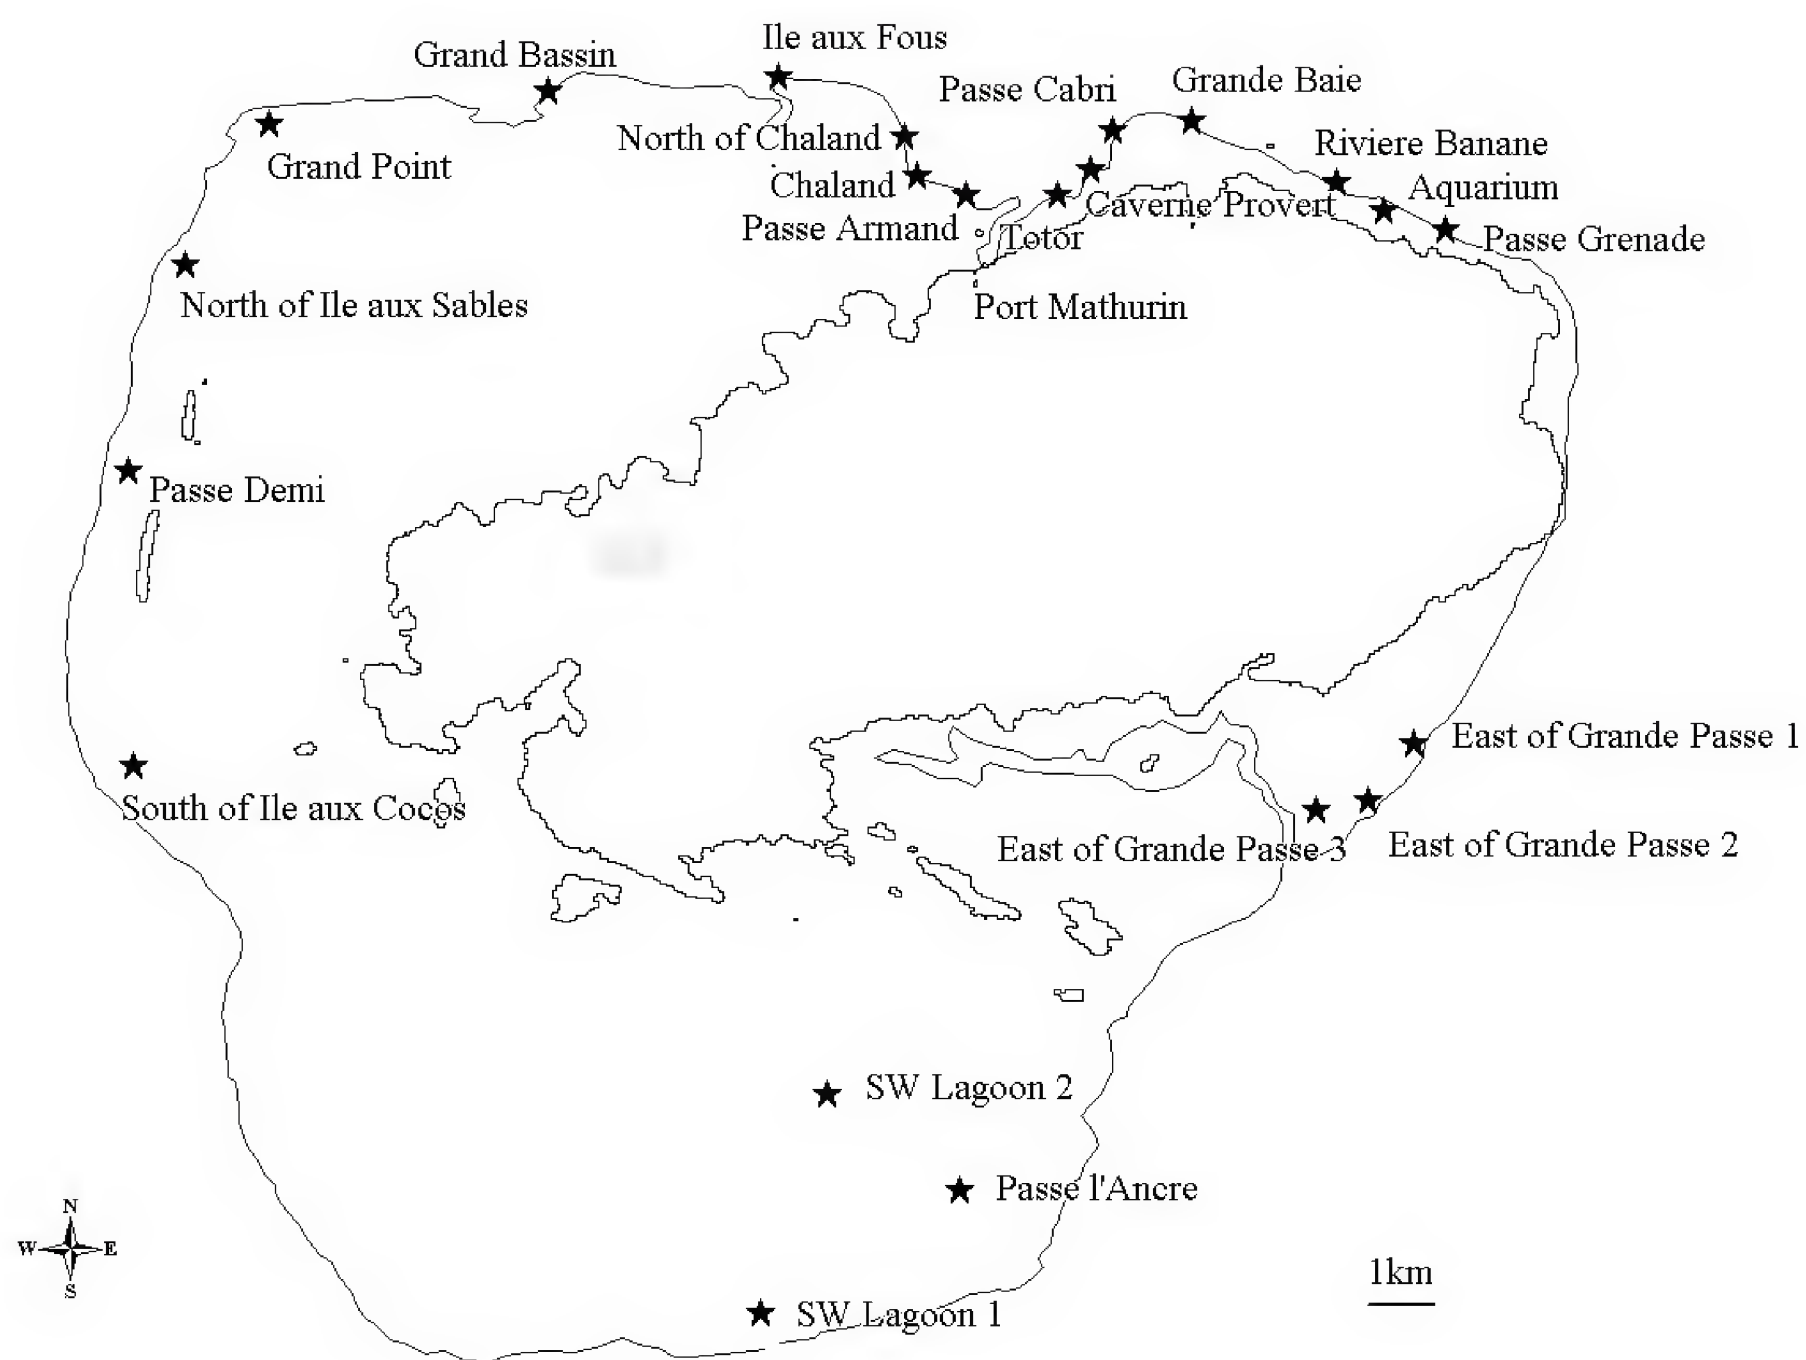 Ile aux Fous
Grand Bassin
Grande Baie
Passe Cabri
North of Chaland
Riviere Banane
Grand Point
Chaland
Aquarium
Caverne Provert
Passe Armand
Totor
Passe Grenade
North of Ile aux Sables
Port Mathurin
Passe Demi
East of Grande Passe 1
South of Ile aux Cocos
East of Grande Passe 3
East of Grande Passe 2
SW Lagoon 2
Passe l'Ancre
N
W E
S
1km
SW Lagoon 1